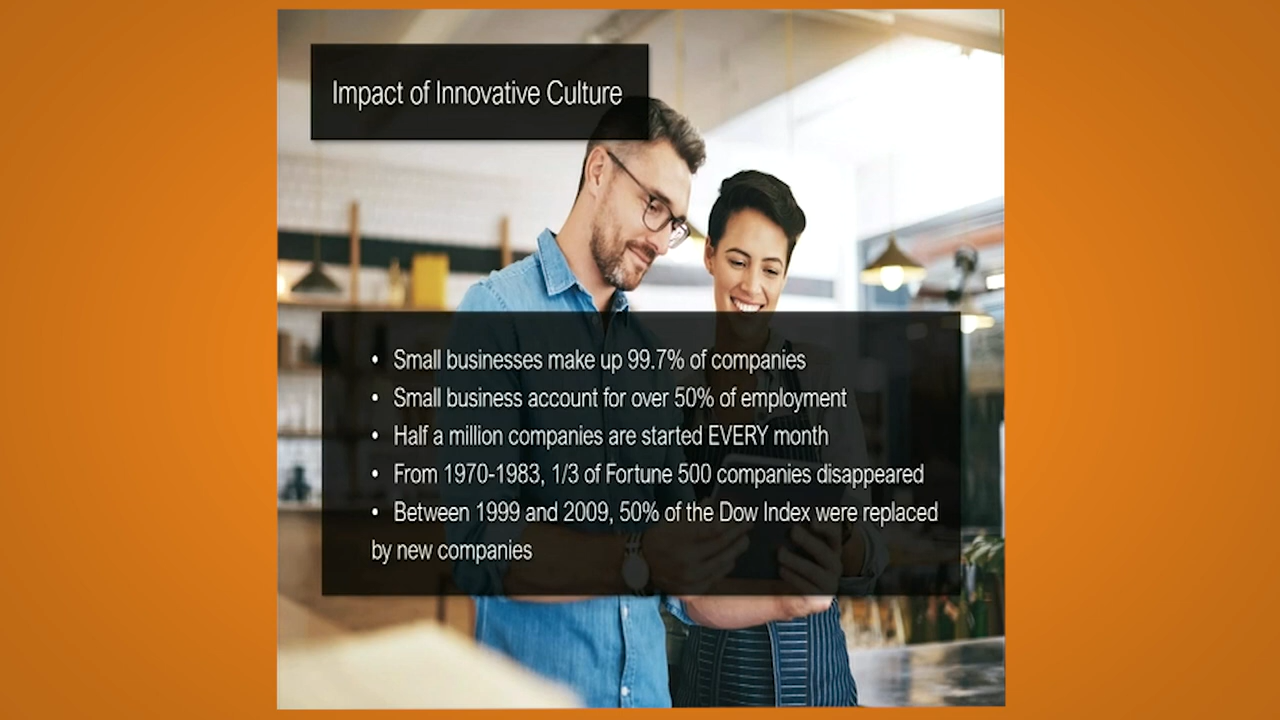 Impact of Innovative Culture
• Small businesses make up 99.7% of companies
• Small business account for over 50% of employment
• Half a million companies are started EVERY month
• From 1970-1983, 1/3 of Fortune 500 companies disappeared
• Between 1999 and 2009, 50% of the Dow Index were replaced
by new companies